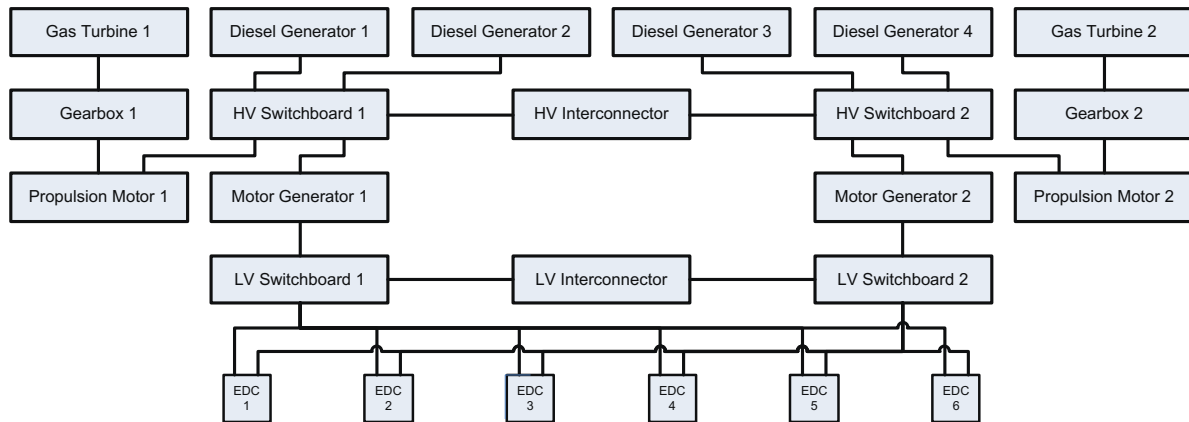 Gas Turbine 1
Diesel Generator 1
Diesel Generator 2
Diesel Generator 3
Diesel Generator 4
Gas Turbine 2
Gearbox 1
HV Switchboard 1
HV Interconnector
HV Switchboard 2
Gearbox 2
Propulsion Motor 1
Motor Generator 1
Motor Generator 2
Propulsion Motor 2
LV Switchboard 1
LV Interconnector
LV Switchboard 2
EDC
1
EDC
2
EDC
3
EDC
4
EDC
5
EDC
6